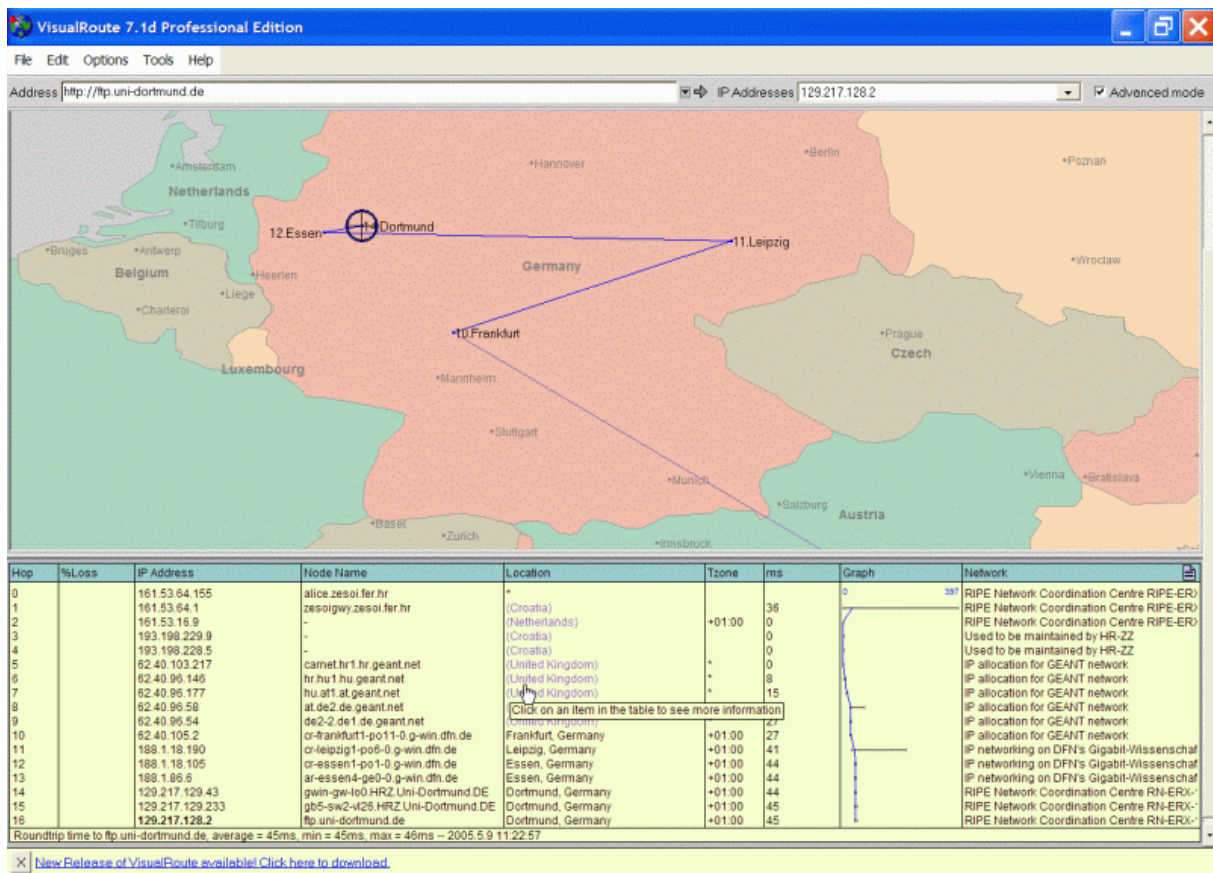 VisualRoute 7.1d Professional Edition
File Edit Options Tools Help
Address http://ftp.uni-dortmund.de IP Addresses 129.217.128.2 Advanced mode
Amsterdam
Hannover
Berlin
Poznan
Netherlands
Tilburg
12.Essen
14.Dortmund
11.Leipzig
Bruges
Antwerp
Belgium
Heerlen
Germany
Wroclaw
Liege
Charleroi
10.Frankfurt
Prague
Czech
Luxembourg
Mannheim
Stuttgart
Munich
Vienna
Bratislava
Salzburg
Austria
Basel
Zurich
Innsbruck
Hop %Loss IP Address Node Name Location Tzone ms Graph Network
0 161.53.64.155 alice.zesoi.fer.hr * 0 397 RIPE Network Coordination Centre RIPE-ER
1 161.53.64.1 zesoigwy.zesoi.fer.hr (Croatia) 36 RIPE Network Coordination Centre RIPE-ER
2 161.53.16.9 - (Netherlands) +01:00 0 RIPE Network Coordination Centre RIPE-ER
3 193.198.229.9 - (Croatia) 0 Used to be maintained by HR-ZZ
4 193.198.228.5 - (Croatia) 0 Used to be maintained by HR-ZZ
5 62.40.103.217 carnet.hr1.hr.geant.net (United Kingdom) * 0 IP allocation for GEANT network
6 62.40.96.146 hr.hu1.hu.geant.net (United Kingdom) * 8 IP allocation for GEANT network
7 62.40.96.177 hu.at1.at.geant.net (United Kingdom) * 15 IP allocation for GEANT network
8 62.40.96.58 at.de2.de.geant.net IP allocation for GEANT network
Click on an item in the table to see more information
9 62.40.96.54 de2-2.de1.de.geant.net (United Kingdom) 27 IP allocation for GEANT network
10 62.40.105.2 cr-frankfurt1-po11-0.g-win.dfn.de Frankfurt, Germany +01:00 27 IP allocation for GEANT network
11 188.1.18.190 cr-leipzig1-po6-0.g-win.dfn.de Leipzig, Germany +01:00 41 IP networking on DFN's Gigabit-Wissenschaf
12 188.1.18.105 cr-essen1-po1-0.g-win.dfn.de Essen, Germany +01:00 44 IP networking on DFN's Gigabit-Wissenschaf
13 188.1.86.6 ar-essen4-ge0-0.g-win.dfn.de Essen, Germany +01:00 44 IP networking on DFN's Gigabit-Wissenschaf
14 129.217.129.43 gwin-gw-lo0.HRZ.Uni-Dortmund.DE Dortmund, Germany +01:00 44 RIPE Network Coordination Centre RN-ERX-
15 129.217.129.233 gb5-sw2-vl26.HRZ.Uni-Dortmund.DE Dortmund, Germany +01:00 45 RIPE Network Coordination Centre RN-ERX-
16 129.217.128.2 ftp.uni-dortmund.de Dortmund, Germany +01:00 45 RIPE Network Coordination Centre RN-ERX-
Roundtrip time to ftp.uni-dortmund.de, average = 45ms, min = 45ms, max = 46ms -- 2005.5.9 11:22:57
New Release of VisualRoute available! Click here to download.